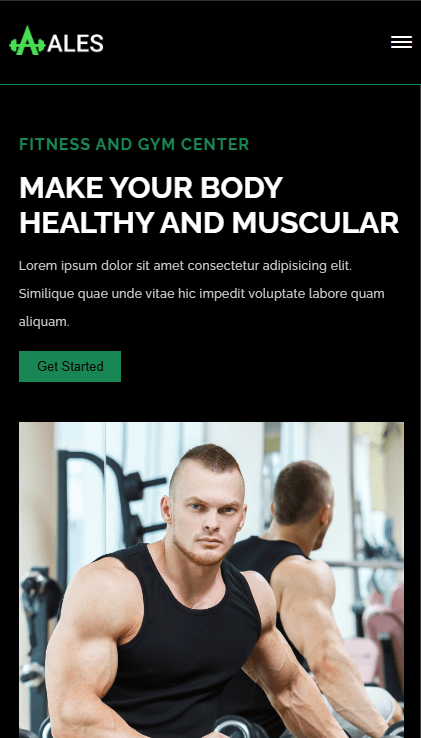 AALES
FITNESS AND GYM CENTER
MAKE YOUR BODY
HEALTHY AND MUSCULAR
Lorem ipsum dolor sit amet consectetur adipisicing elit.
Similique quae unde vitae hic impedit voluptate labore quam
aliquam.
Get Started